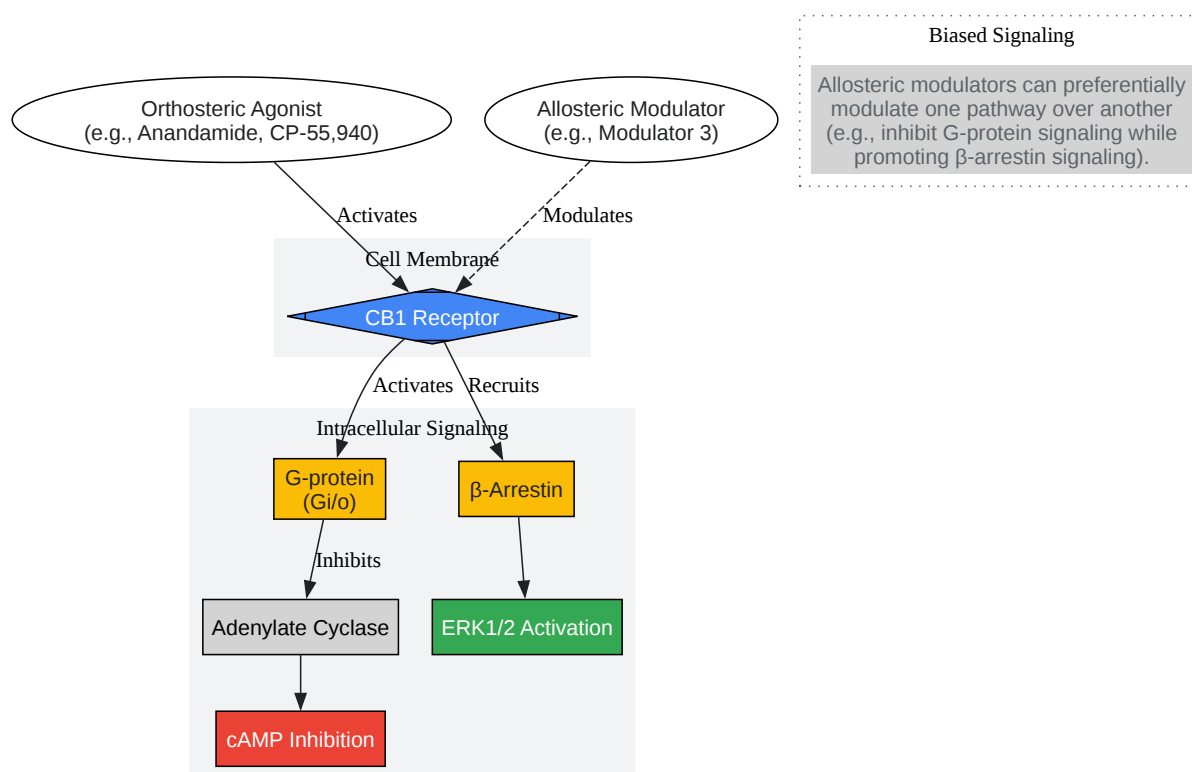 Biased Signaling
Allosteric modulators can preferentially
modulate one pathway over another
(e.g., inhibit G-protein signaling while
promoting β-arrestin signaling).
Orthosteric Agonist
(e.g., Anandamide, CP-55,940)
Allosteric Modulator
(e.g., Modulator 3)
Activates
Modulates
Cell Membrane
CB1 Receptor
Activates
Recruits
Intracellular Signaling
G-protein
(Gi/o)
β-Arrestin
Inhibits
Adenylate Cyclase
ERK1/2 Activation
cAMP Inhibition